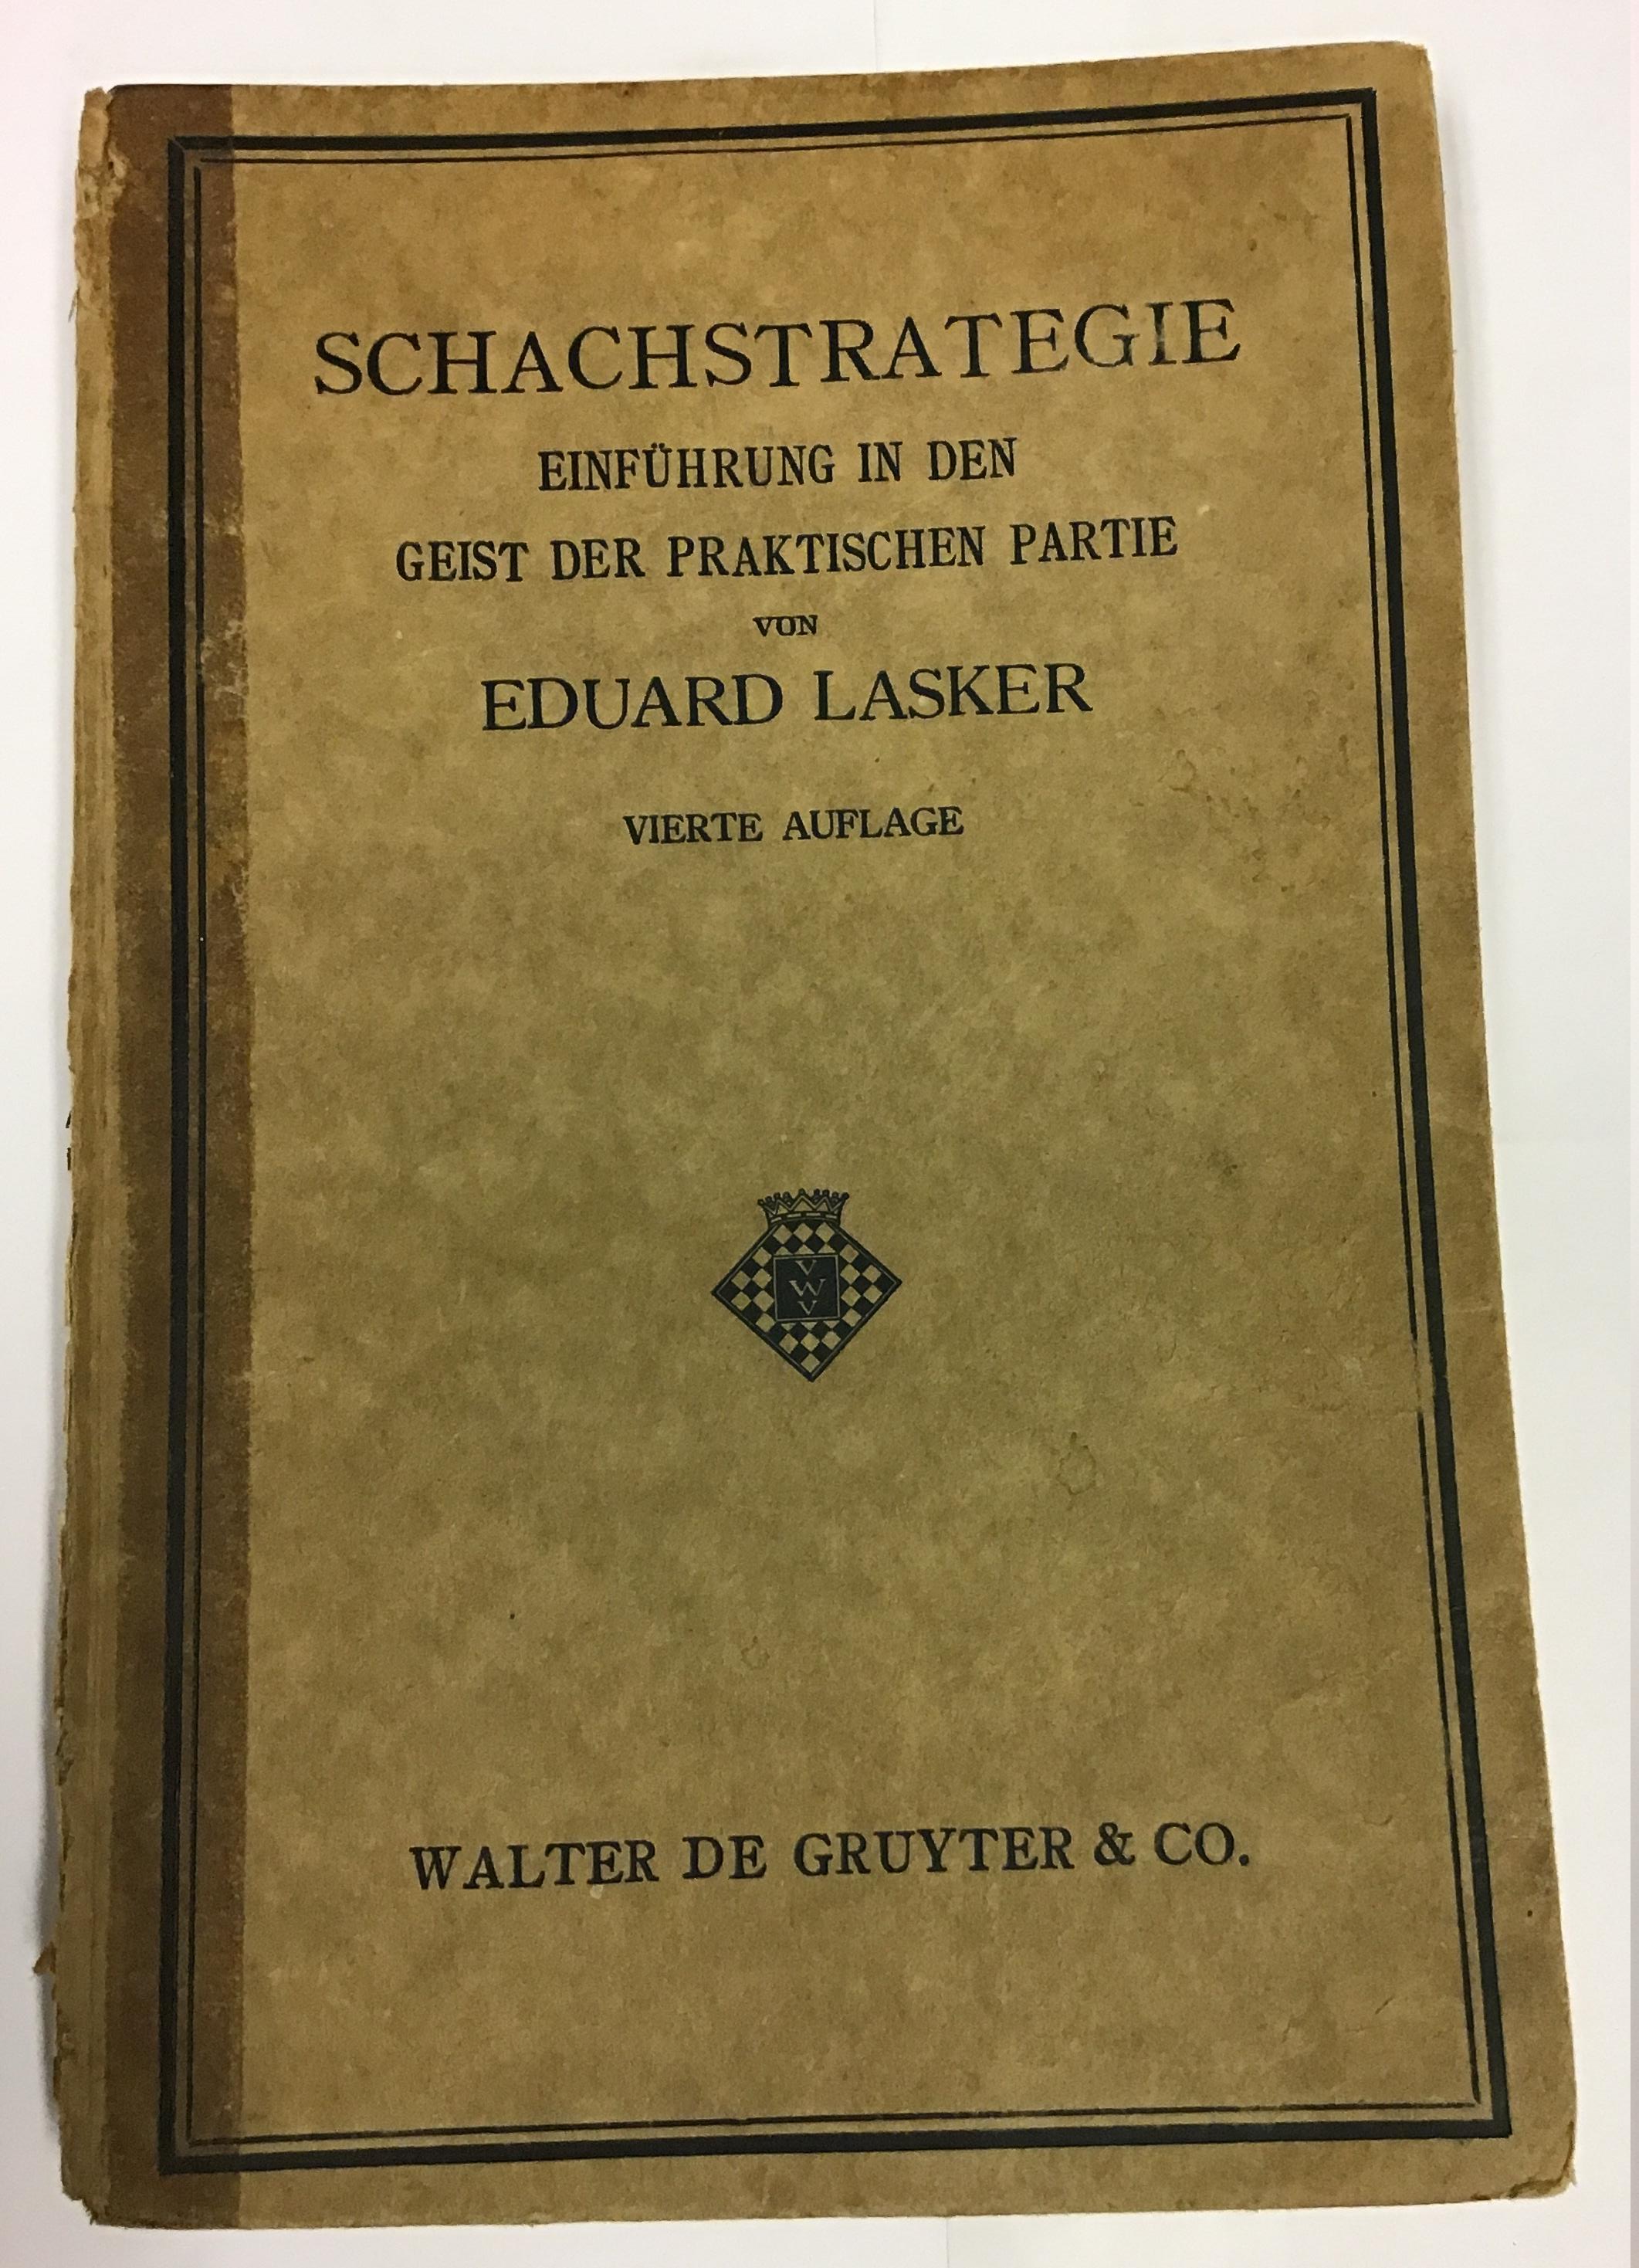 SCHACHSTRATEGIE
EINFÜHRUNG IN DEN
GEIST DER PRAKTISCHEN PARTIE
VON
EDUARD LASKER
VIERTE AUFLAGE
V
W
V
WALTER DE GRUYTER & CO.